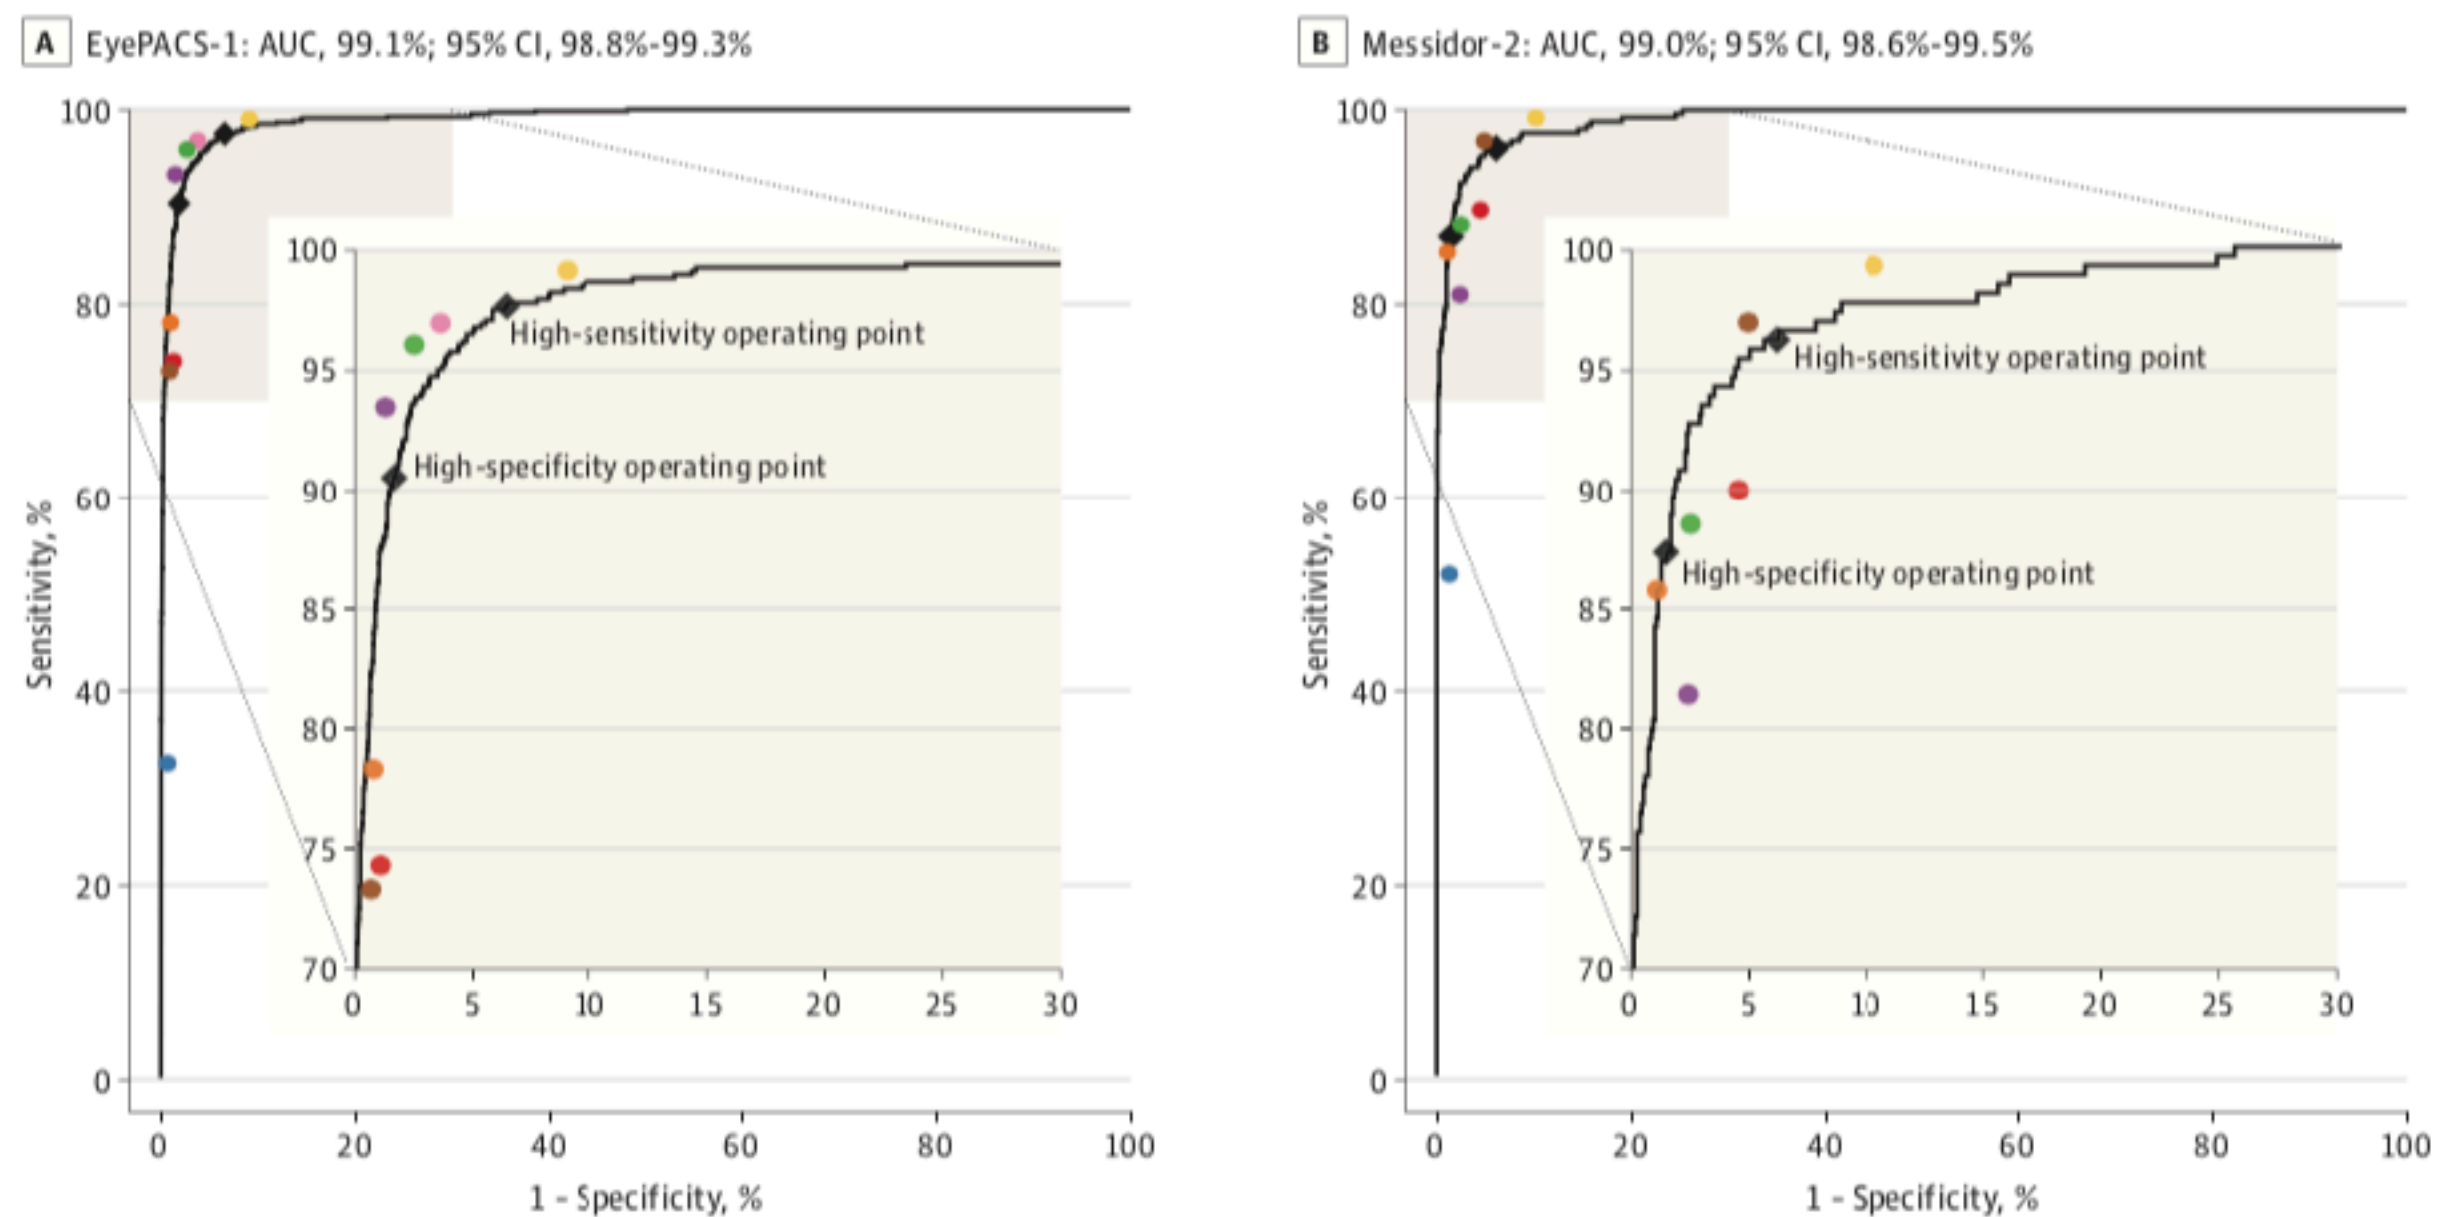 A EyePACS-1: AUC, 99.1%; 95% CI, 98.8%-99.3%
100
80
60
40
20
0
Sensitivity, %
0 20 40 60 80 100
1 – Specificity, %
100
95
90
85
80
75
70
0 5 10 15 20 25 30
High-sensitivity operating point
High-specificity operating point
B Messidor-2: AUC, 99.0%; 95% CI, 98.6%-99.5%
100
80
60
40
20
0
Sensitivity, %
0 20 40 60 80 100
1 – Specificity, %
100
95
90
85
80
75
70
0 5 10 15 20 25 30
High-sensitivity operating point
High-specificity operating point